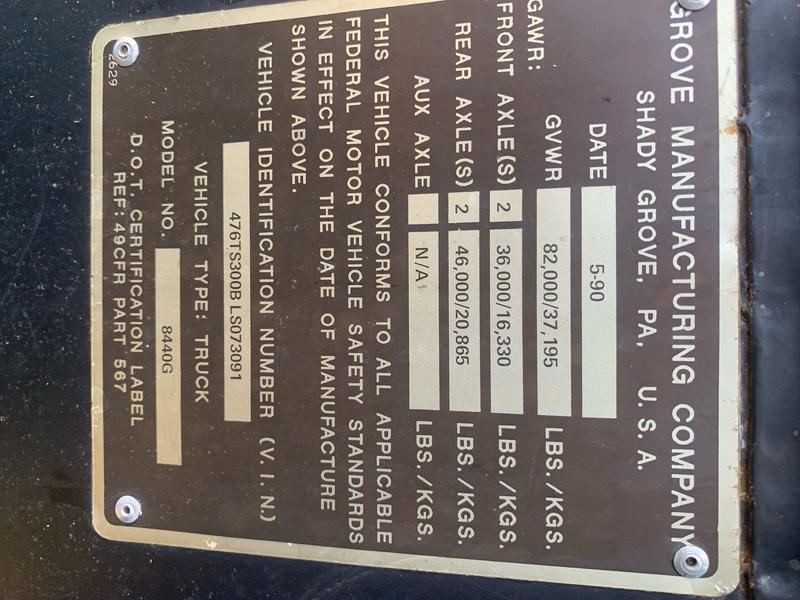 GROVE MANUFACTURING COMPANY
SHADY GROVE, PA. U. S. A.
DATE 5-90
GVWR 82,000/37,195 LBS./KGS.
GAWR:
FRONT AXLE(S) 2 36,000/16,330 LBS./KGS.
REAR AXLE(S) 2 46,000/20,865 LBS./KGS.
AUX AXLE N/A LBS./KGS.
THIS VEHICLE CONFORMS TO ALL APPLICABLE
FEDERAL MOTOR VEHICLE SAFETY STANDARDS
IN EFFECT ON THE DATE OF MANUFACTURE
SHOWN ABOVE.
VEHICLE IDENTIFICATION NUMBER (V.I.N.)
476TS300B LS073091
VEHICLE TYPE: TRUCK
MODEL NO. 8440G
D.O.T. CERTIFICATION LABEL
REF: 49CFR PART 567
2629